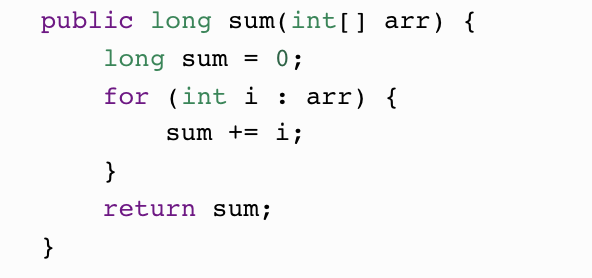 public long sum(int[] arr) {
    long sum = 0;
    for (int i : arr) {
        sum += i;
    }
    return sum;
}